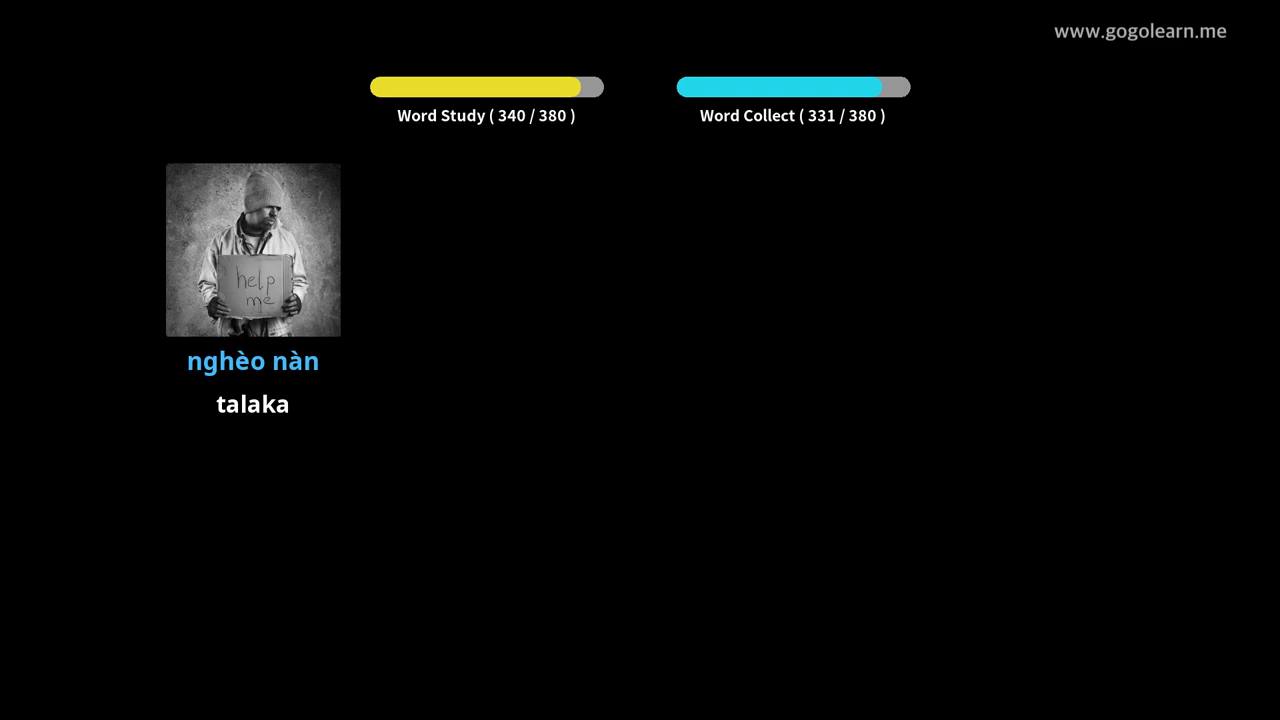 www.gogolearn.me
Word Study ( 340 / 380 )
Word Collect ( 331 / 380 )
help
me
nghèo nàn
talaka